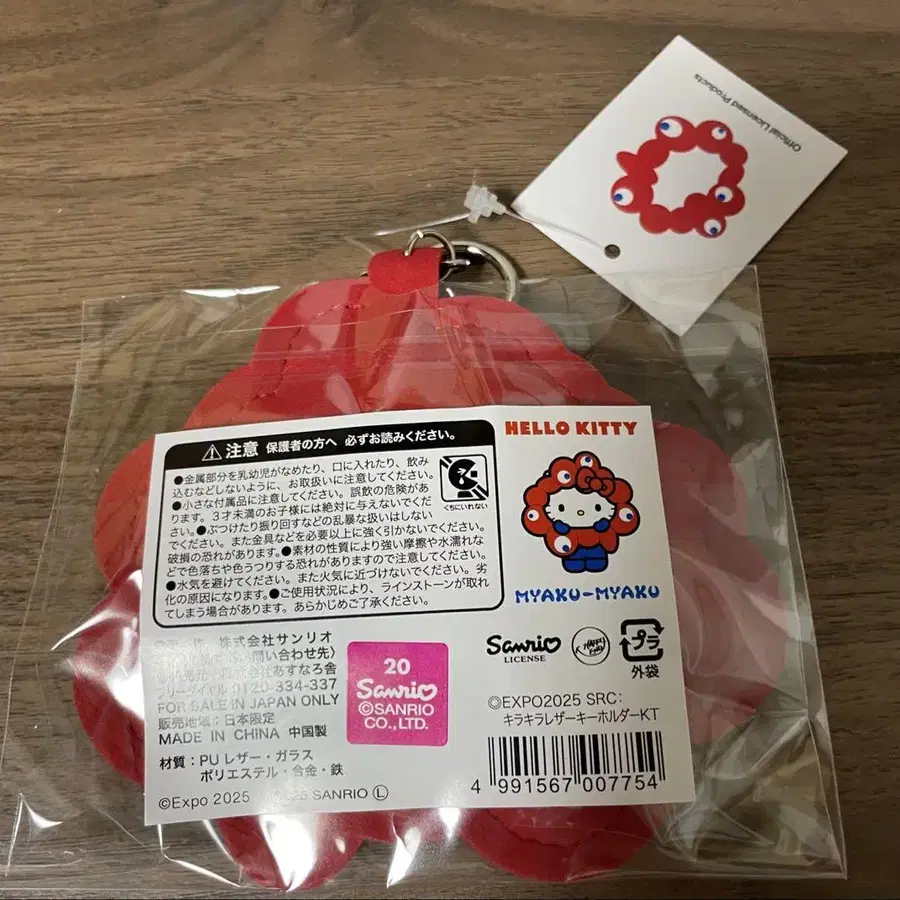 Official Licensed Products
注意 保護者の方へ 必ずお読みください。
●金属部分を乳幼児がなめたり、口に入れたり、飲み
込むなどしないように、お取扱いに注意してください。
●小さな付属品に注意してください。誤飲の危険があ
ります。3才未満のお子様には絶対に与えないでくだ
さい。●ぶつけたり振り回すなどの乱暴な扱いはしない
でください。また金具などを必要以上に強く引かないでください。
破損の恐れがあります。●素材の性質により強い摩擦や水濡れな
どで色落ちや色うつりする恐れがありますので注意してください。
●水気を避けてください。また火気に近づけないでください。劣
化の原因になります。●ご使用状況により、ラインストーンが取れ
てしまう場合があります。あらかじめご了承ください。
くちにいれない
HELLO KITTY
MYAKU-MYAKU
株式会社サンリオ
い合わせ先〉
あすなろ舎
フリーダイヤル 0120-334-337
FOR SALE IN JAPAN ONLY
販売地域:日本限定
MADE IN CHINA 中国製
材質:PUレザー・ガラス
ポリエステル・合金・鉄
©Expo 2025 SANRIO Ⓛ
20
Sanrio
©SANRIO
CO., LTD.
Sanrio
LICENSE
プラ
外袋
©EXPO2025 SRC:
キラキラレザーキーホルダーKT
4 991567 007754